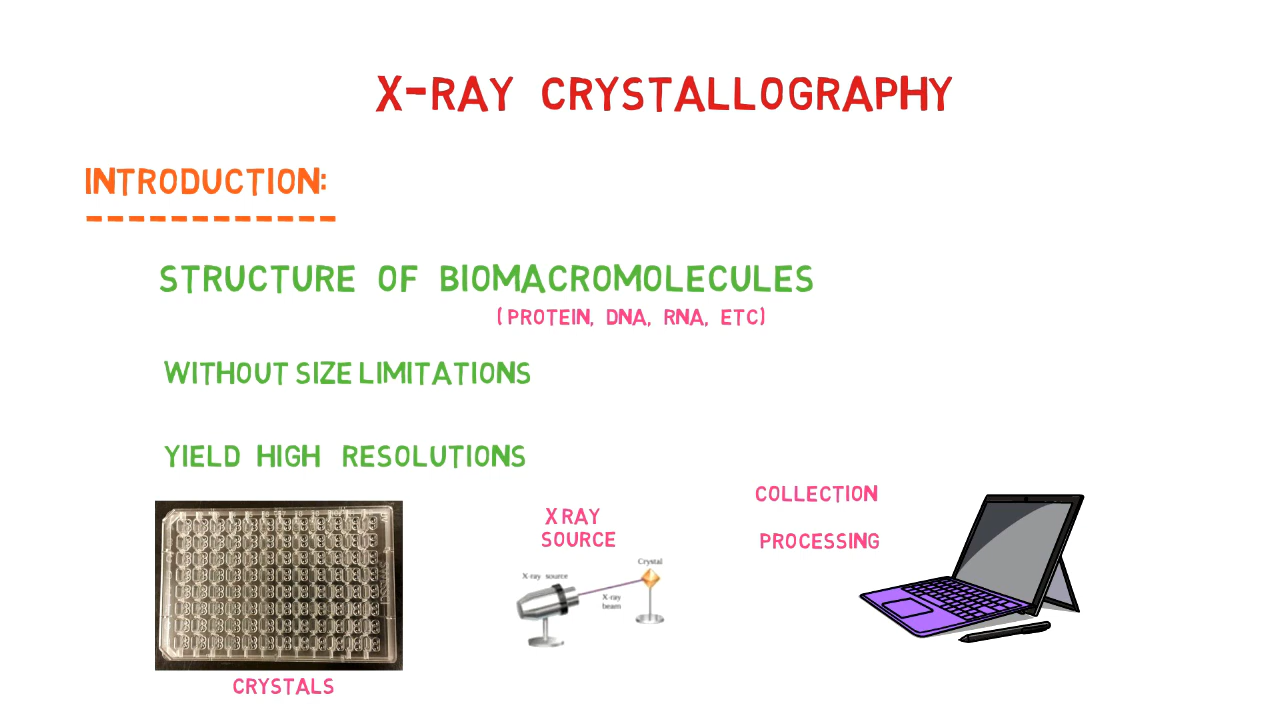 X-RAY CRYSTALLOGRAPHY
INTRODUCTION:
------------
STRUCTURE OF BIOMACROMOLECULES
( PROTEIN, DNA, RNA, ETC)
WITHOUT SIZE LIMITATIONS
YIELD HIGH RESOLUTIONS
COLLECTION
PROCESSING
X RAY
SOURCE
Crystal
X-ray source
X-ray
beam
CRYSTALS